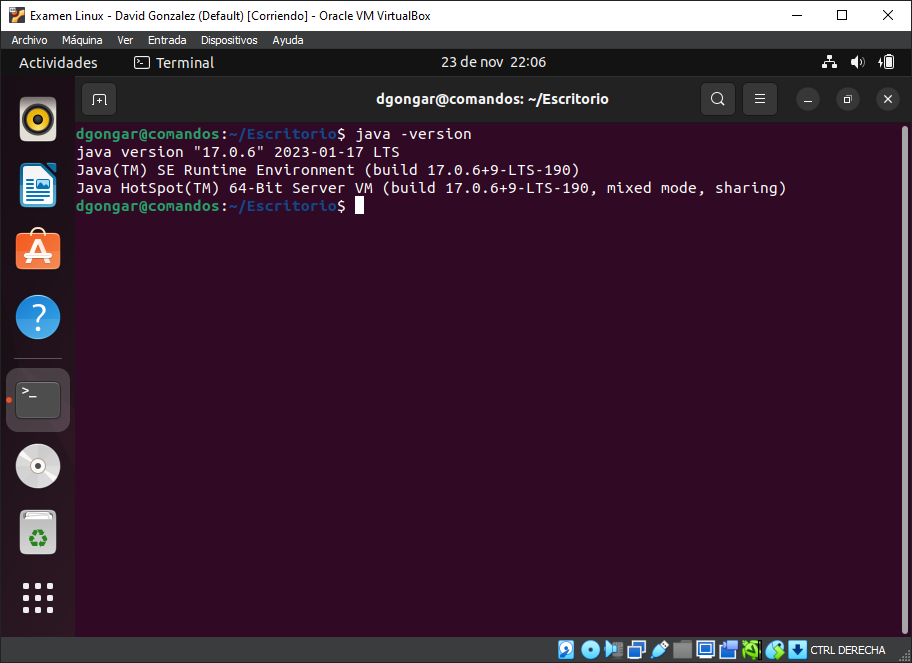 Examen Linux - David Gonzalez (Default) [Corriendo] - Oracle VM VirtualBox
Archivo Máquina Ver Entrada Dispositivos Ayuda
Actividades Terminal 23 de nov 22:06
dgongar@comandos: ~/Escritorio
dgongar@comandos:~/Escritorio$ java -version
java version "17.0.6" 2023-01-17 LTS
Java(TM) SE Runtime Environment (build 17.0.6+9-LTS-190)
Java HotSpot(TM) 64-Bit Server VM (build 17.0.6+9-LTS-190, mixed mode, sharing)
dgongar@comandos:~/Escritorio$
CTRL DERECHA